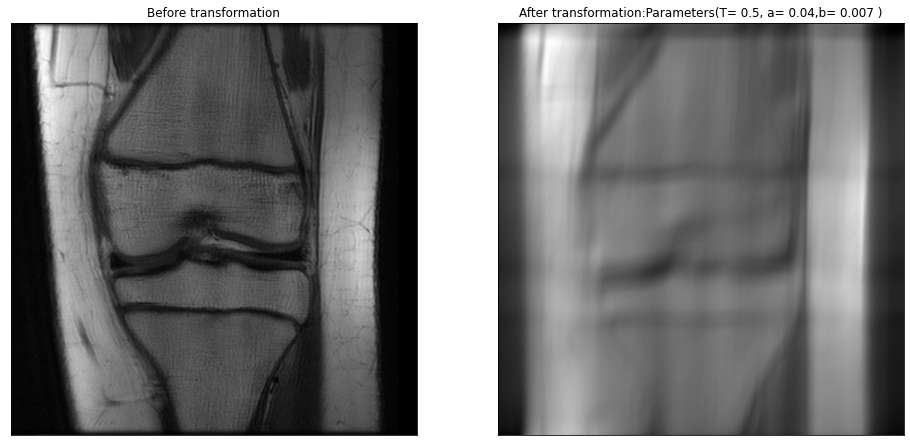 Before transformation
After transformation:Parameters(T= 0.5, a= 0.04,b= 0.007 )